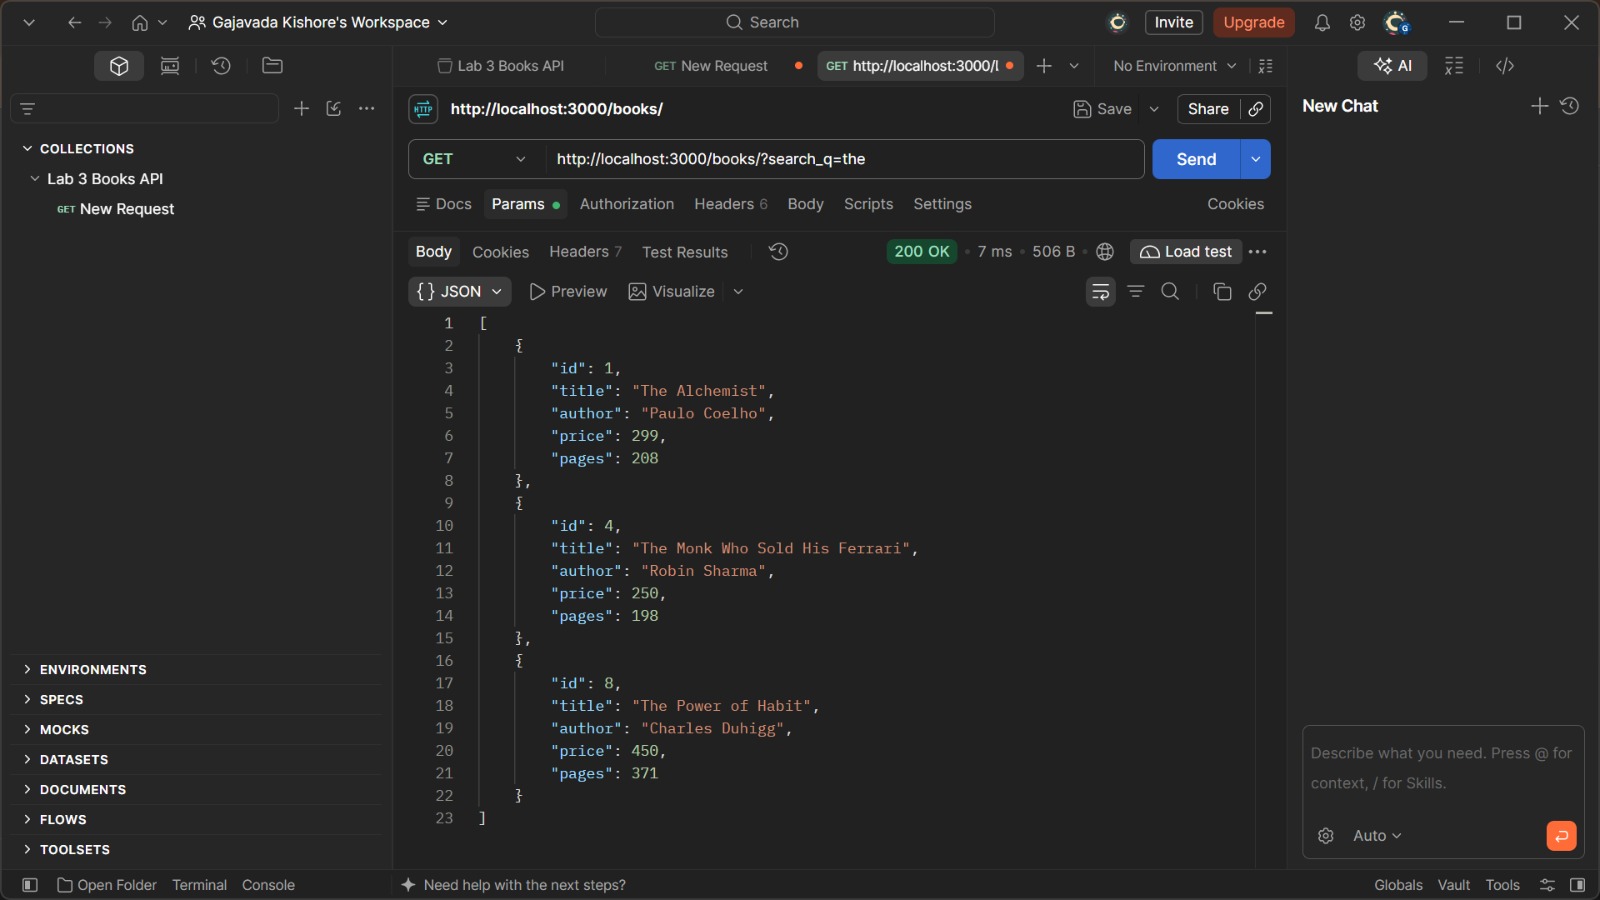 Gajavada Kishore's Workspace
Search
Invite
Upgrade
Lab 3 Books API
GET New Request
GET http://localhost:3000/l
No Environment
AI
HTTP http://localhost:3000/books/
Save
Share
New Chat
COLLECTIONS
Lab 3 Books API
GET New Request
GET http://localhost:3000/books/?search_q=the
Send
Docs Params Authorization Headers 6 Body Scripts Settings Cookies
Body Cookies Headers 7 Test Results 200 OK 7 ms 506 B Load test
{} JSON Preview Visualize
1 [
2 {
3 "id": 1,
4 "title": "The Alchemist",
5 "author": "Paulo Coelho",
6 "price": 299,
7 "pages": 208
8 },
9 {
10 "id": 4,
11 "title": "The Monk Who Sold His Ferrari",
12 "author": "Robin Sharma",
13 "price": 250,
14 "pages": 198
15 },
16 {
17 "id": 8,
18 "title": "The Power of Habit",
19 "author": "Charles Duhigg",
20 "price": 450,
21 "pages": 371
22 }
23 ]
ENVIRONMENTS
SPECS
MOCKS
DATASETS
DOCUMENTS
FLOWS
TOOLSETS
Describe what you need. Press @ for
context, / for Skills.
Auto
Open Folder Terminal Console
Need help with the next steps?
Globals Vault Tools